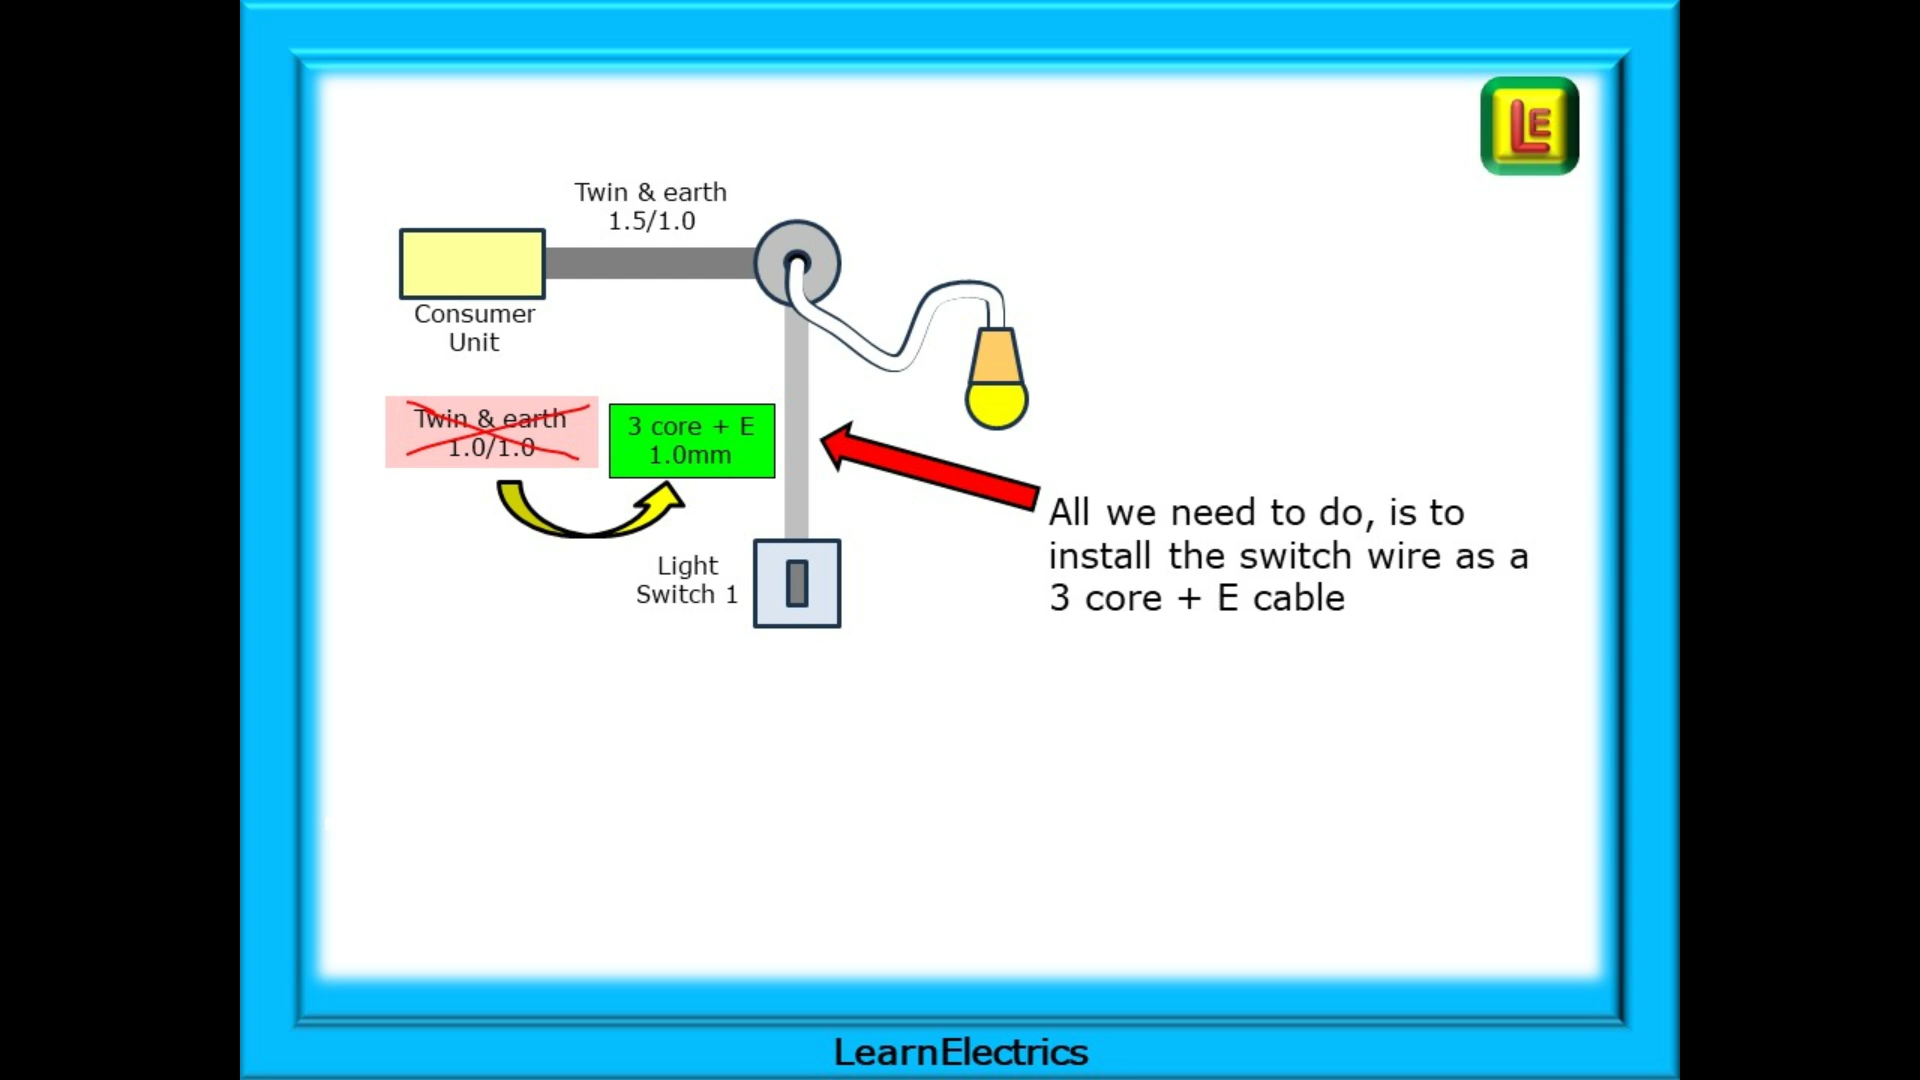 LE
Twin & earth
1.5/1.0
Consumer
Unit
Twin & earth
1.0/1.0
3 core + E
1.0mm
Light
Switch 1
All we need to do, is to
install the switch wire as a
3 core + E cable
LearnElectrics